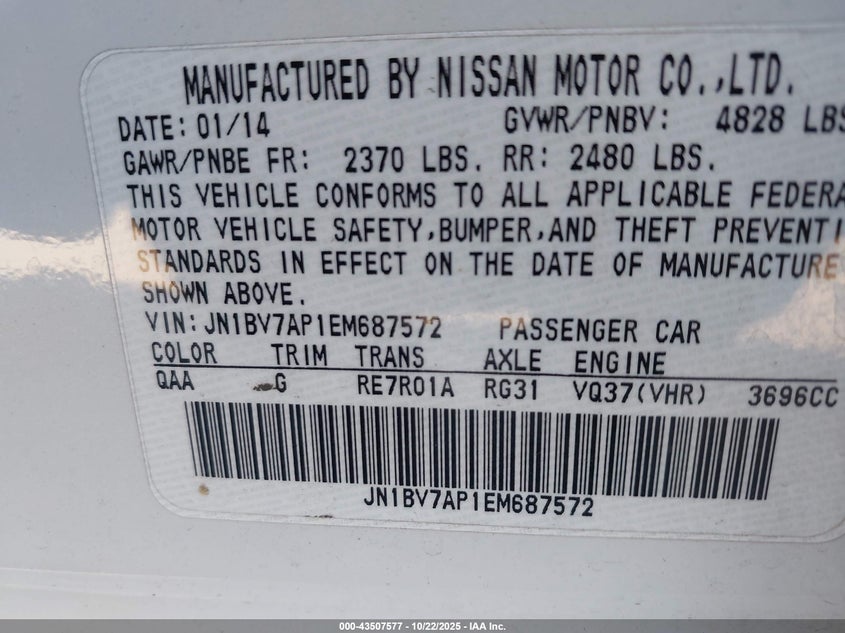 MANUFACTURED BY NISSAN MOTOR CO.,LTD.
DATE: 01/14 GVWR/PNBV: 4828 LBS
GAWR/PNBE FR: 2370 LBS. RR: 2480 LBS.
THIS VEHICLE CONFORMS TO ALL APPLICABLE FEDERA
MOTOR VEHICLE SAFETY,BUMPER,AND THEFT PREVENTI
STANDARDS IN EFFECT ON THE DATE OF MANUFACTURE
SHOWN ABOVE.
VIN: JN1BV7AP1EM687572 PASSENGER CAR
COLOR TRIM TRANS AXLE ENGINE
QAA G RE7R01A RG31 VQ37(VHR) 3696CC
JN1BV7AP1EM687572
000-43507577 - 10/22/2025 - IAA Inc.